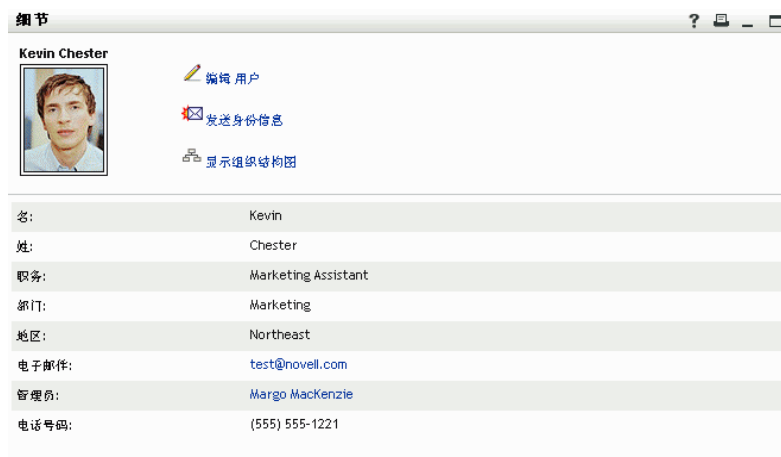 细节
?
Kevin Chester
编辑 用户
发送身份信息
显示组织结构图
名: Kevin
姓: Chester
职务: Marketing Assistant
部门: Marketing
地区: Northeast
电子邮件: test@novell.com
管理员: Margo MacKenzie
电话号码: (555) 555-1221